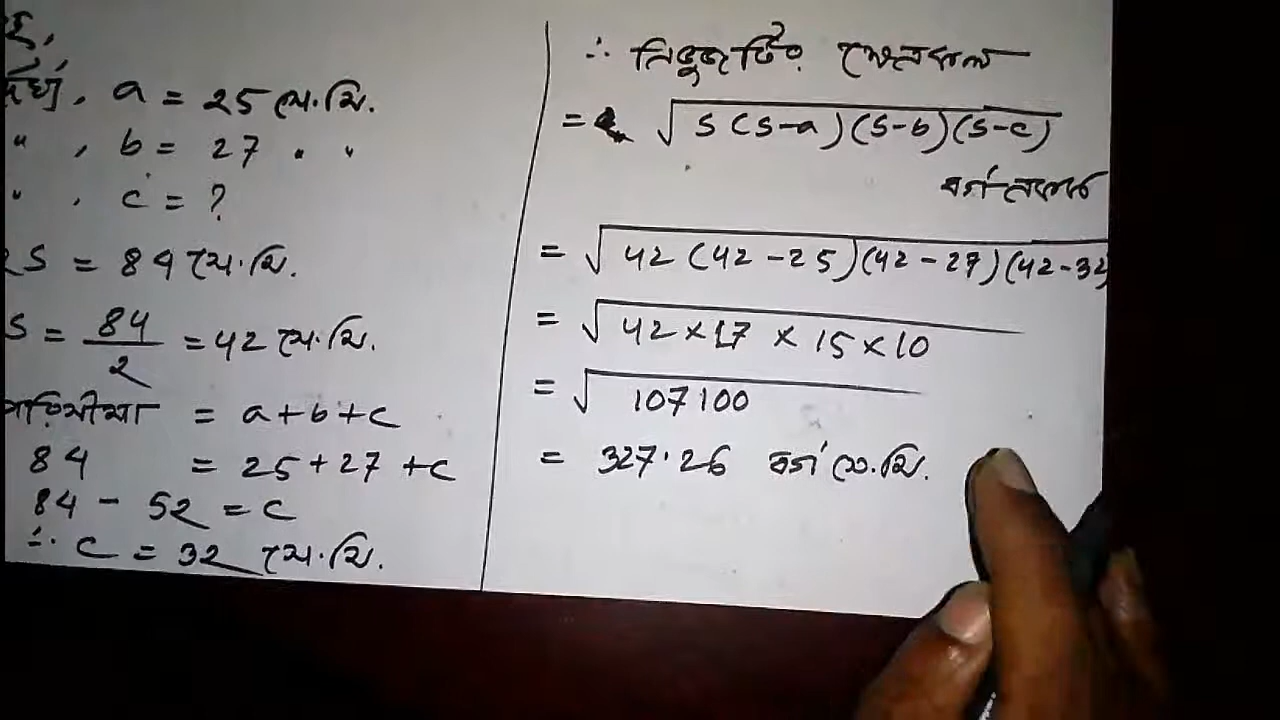 a = 25 সে.মি.
" , b = 27 " "
" , c = ?
2S = 84 সে.মি.
S = 84/2 = 42 সে.মি.
পরিসীমা = a+b+c
84 = 25+27+c
84 - 52 = c
∴ c = 32 সে.মি.
∴ ত্রিভুজটির ক্ষেত্রফল
= √S(S-a)(S-b)(S-c)
বর্গ একক
= √42(42-25)(42-27)(42-32)
= √42×17×15×10
= √107100
= 327.26 বর্গ সে.মি.